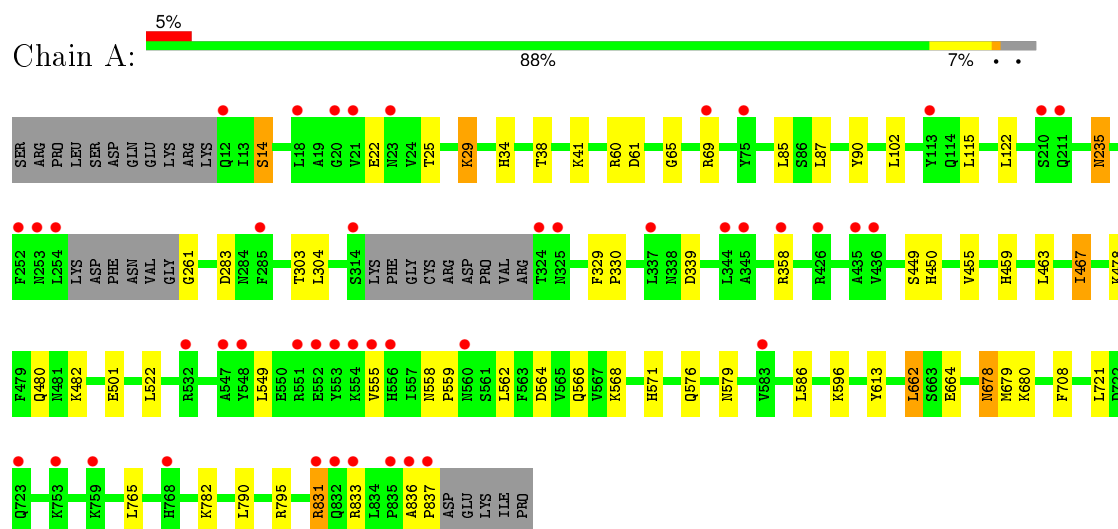 5%
Chain A:
88% 7% • •
SER ARG PRO LEU SER ASP GLN GLU LYS ARG LYS Q12 I13 S14 L18 A19 G20 V21 E22 N23 V24 T25 K29 H34 T38 K41 R60 D61 G65 R69 Y75 L85 S86 L87 Y90 L102 Y113 Q114 L115 L122 S210 Q211 N235
F252 N253 L254 LYS ASP PHE ASN VAL GLY G261 D283 N284 F285 T303 L304 S314 LYS PHE GLY CYS ARG ASP PRO VAL ARG T324 N325 F329 P330 L337 N338 D339 L344 A345 R358 R426 A435 V436 S449 H450 V455 H459 L463 I467 K478
F479 Q480 N481 K482 E501 L522 R532 A547 Y548 L549 E550 R551 E552 Y553 K554 V555 H556 I557 N558 P559 N560 S561 L562 F563 D564 V565 Q566 V567 K568 H571 Q576 N579 V583 L586 K596 Y613 L662 S663 E664 N678 M679 K680 F708 L721
Q723 K753 K759 H768 L765 K782 L790 R795 R831 Q832 R833 L834 P835 A836 P837 ASP GLU LYS ILE PRO